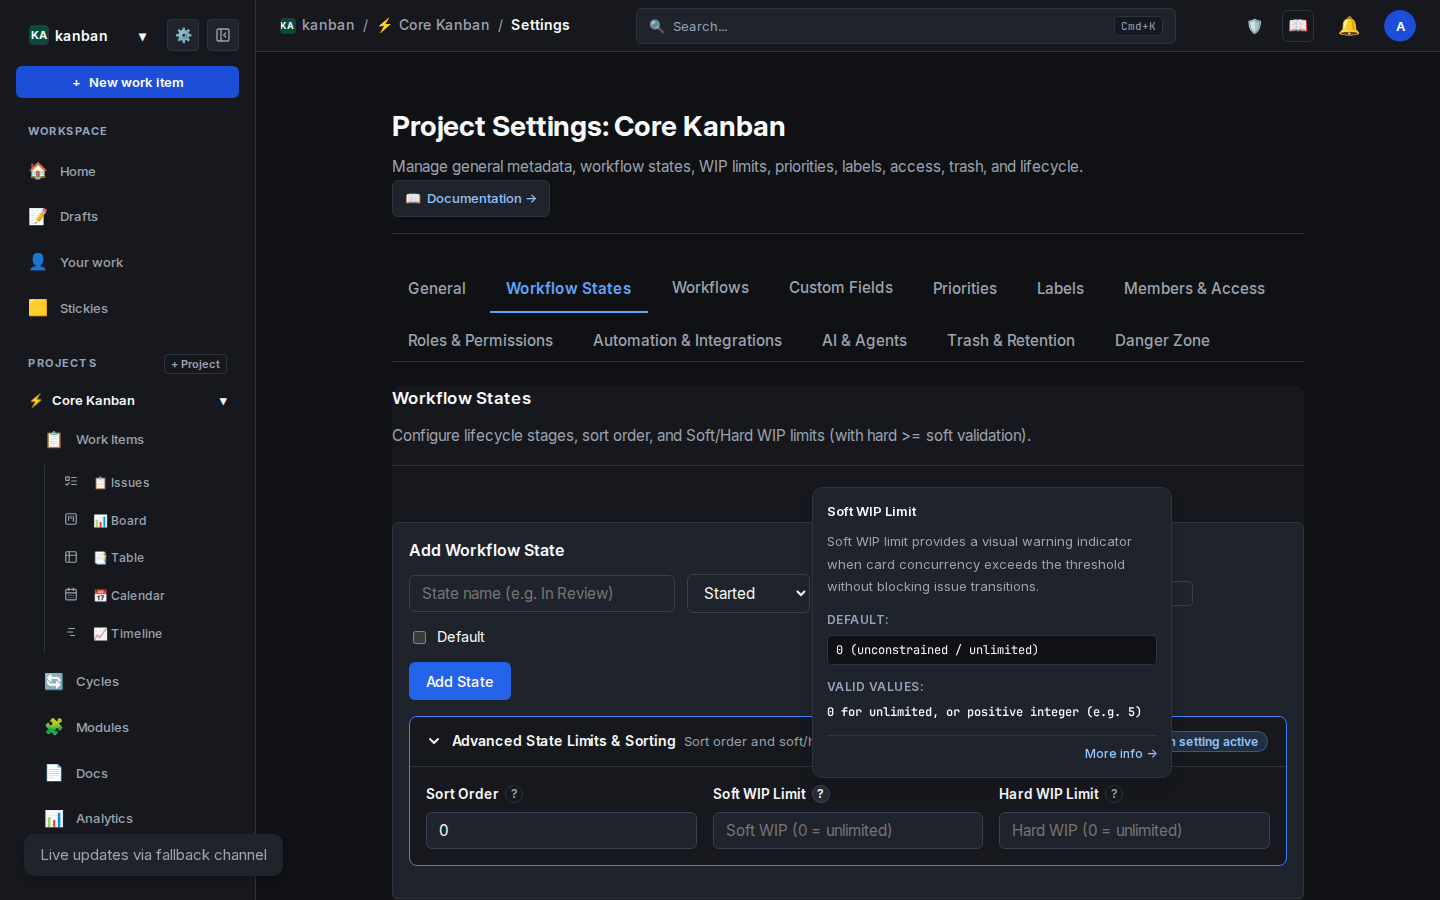 KA kanban ▾
+ New work item
WORKSPACE
Home
Drafts
Your work
Stickies
PROJECTS + Project
Core Kanban ▾
Work Items
Issues
Board
Table
Calendar
Timeline
Cycles
Modules
Docs
Analytics
Live updates via fallback channel
KA kanban / Core Kanban / Settings
Search... Cmd+K
A
Project Settings: Core Kanban
Manage general metadata, workflow states, WIP limits, priorities, labels, access, trash, and lifecycle.
Documentation →
General Workflow States Workflows Custom Fields Priorities Labels Members & Access
Roles & Permissions Automation & Integrations AI & Agents Trash & Retention Danger Zone
Workflow States
Configure lifecycle stages, sort order, and Soft/Hard WIP limits (with hard >= soft validation).
Add Workflow State
State name (e.g. In Review) Started
Default
Add State
Soft WIP Limit
Soft WIP limit provides a visual warning indicator
when card concurrency exceeds the threshold
without blocking issue transitions.
DEFAULT:
0 (unconstrained / unlimited)
VALID VALUES:
0 for unlimited, or positive integer (e.g. 5)
More info →
Advanced State Limits & Sorting Sort order and soft/ setting active
Sort Order ? Soft WIP Limit ? Hard WIP Limit ?
0 Soft WIP (0 = unlimited) Hard WIP (0 = unlimited)